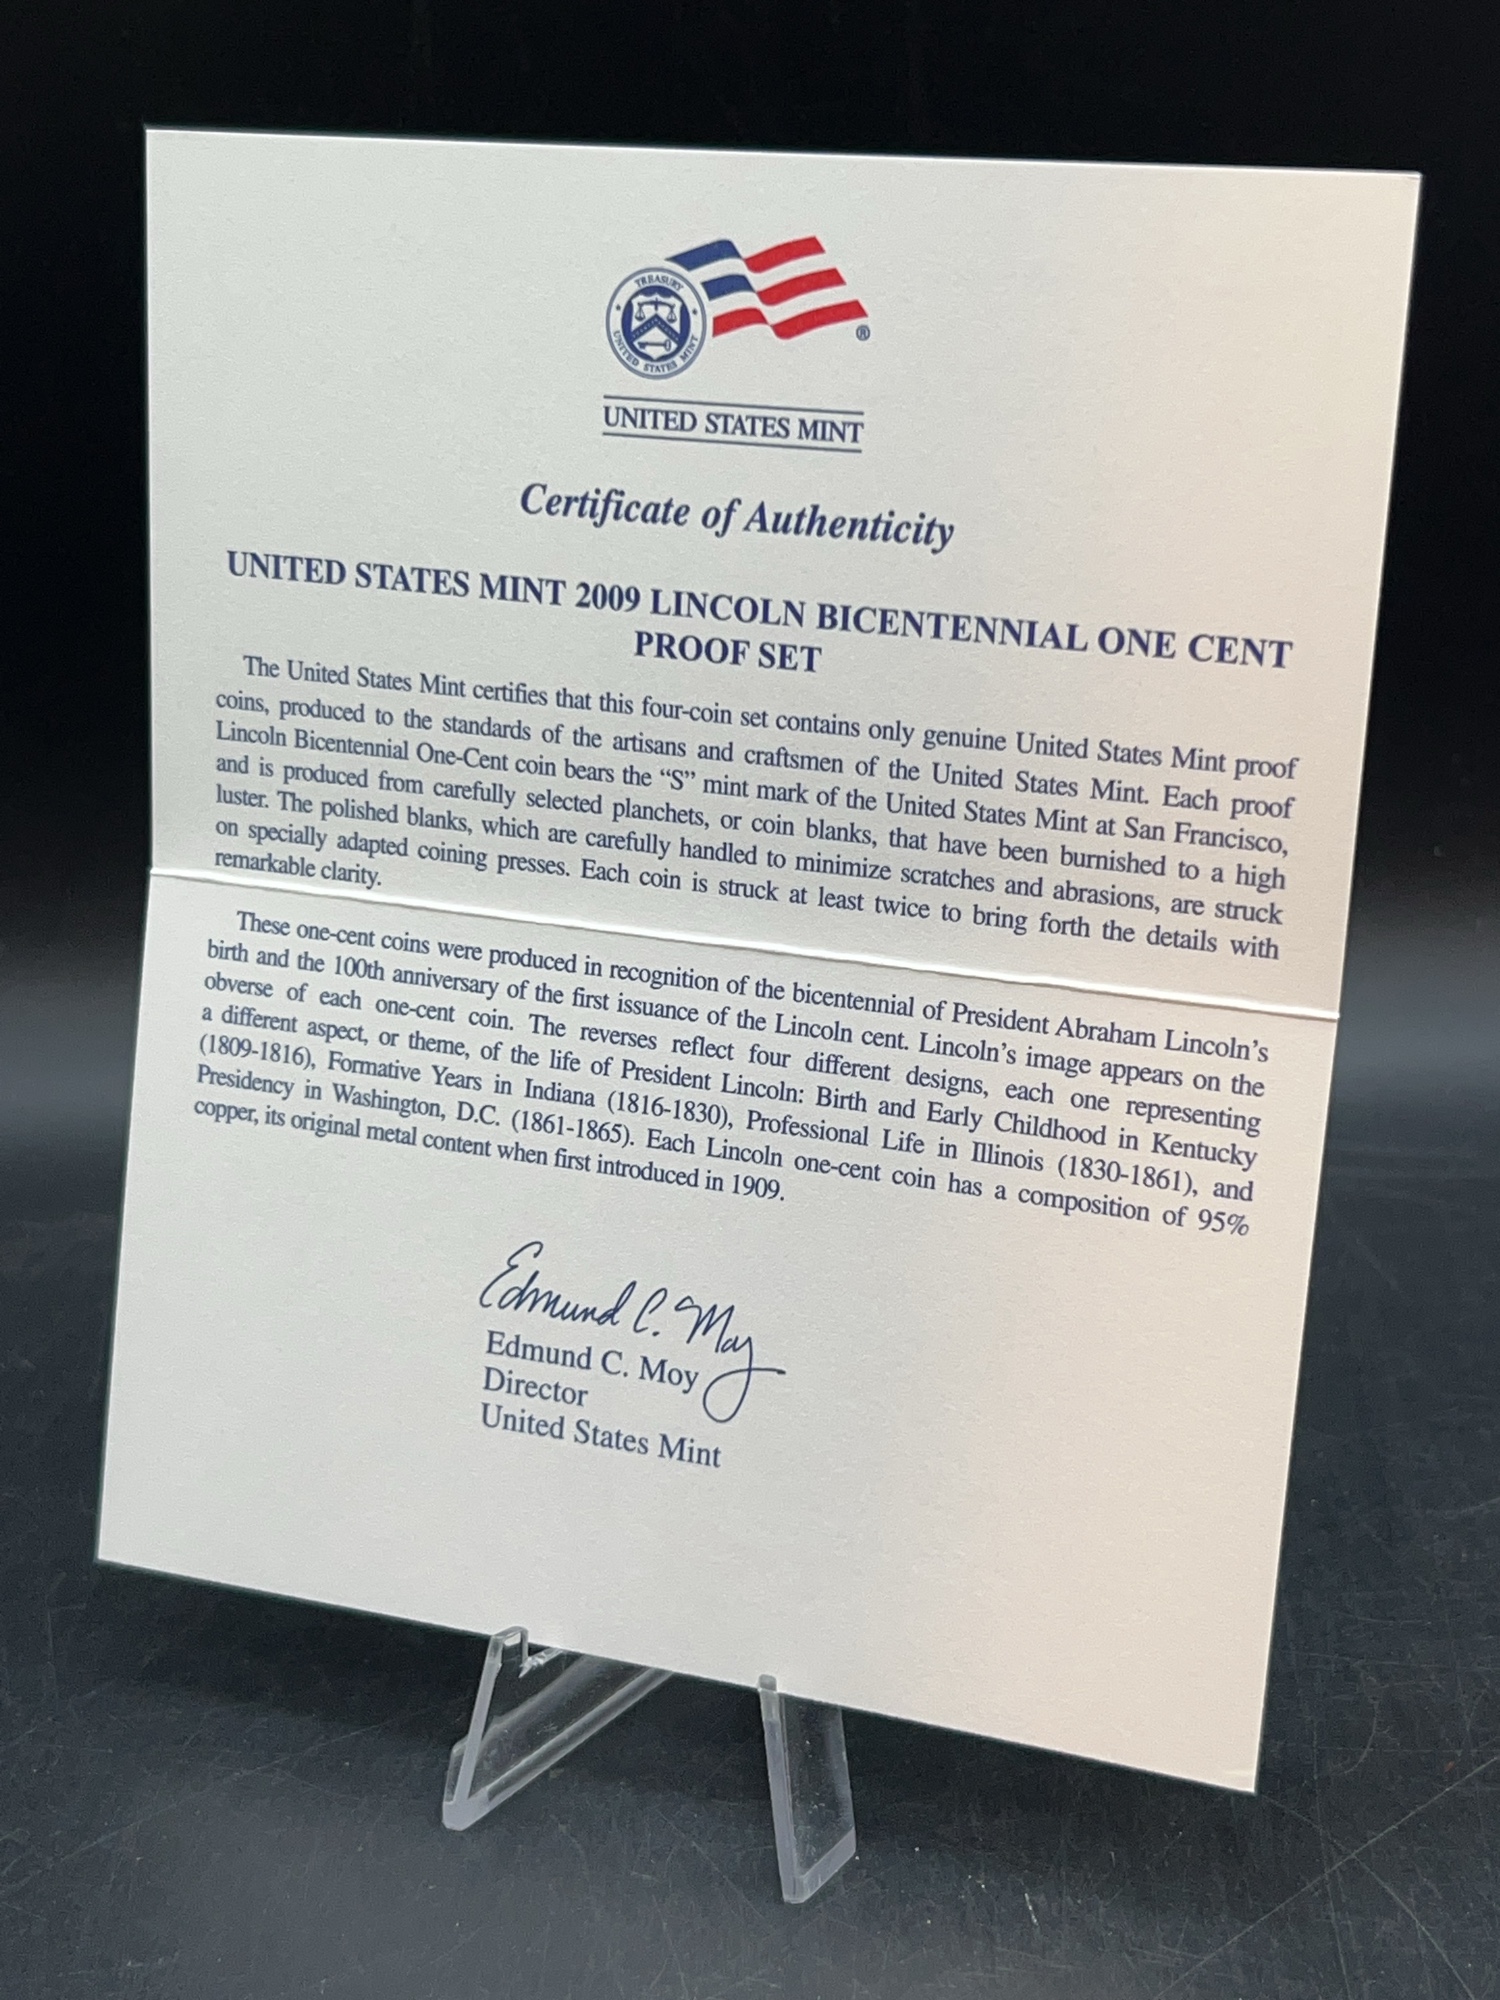 TREASURY
UNITED STATES MINT
®
UNITED STATES MINT
Certificate of Authenticity
UNITED STATES MINT 2009 LINCOLN BICENTENNIAL ONE CENT
PROOF SET
The United States Mint certifies that this four-coin set contains only genuine United States Mint proof
coins, produced to the standards of the artisans and craftsmen of the United States Mint. Each proof
Lincoln Bicentennial One-Cent coin bears the “S” mint mark of the United States Mint at San Francisco,
and is produced from carefully selected planchets, or coin blanks, that have been burnished to a high
luster. The polished blanks, which are carefully handled to minimize scratches and abrasions, are struck
on specially adapted coining presses. Each coin is struck at least twice to bring forth the details with
remarkable clarity.
These one-cent coins were produced in recognition of the bicentennial of President Abraham Lincoln’s
birth and the 100th anniversary of the first issuance of the Lincoln cent. Lincoln’s image appears on the
obverse of each one-cent coin. The reverses reflect four different designs, each one representing
a different aspect, or theme, of the life of President Lincoln: Birth and Early Childhood in Kentucky
(1809-1816), Formative Years in Indiana (1816-1830), Professional Life in Illinois (1830-1861), and
Presidency in Washington, D.C. (1861-1865). Each Lincoln one-cent coin has a composition of 95%
copper, its original metal content when first introduced in 1909.
Edmund C. Moy
Edmund C. Moy
Director
United States Mint